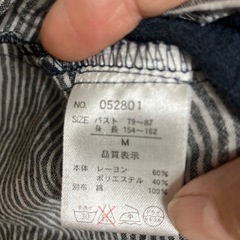 NO. 052801
SIZE バスト 79~87
身 長 154~162
M
品質表示
本体 レーヨン 60%
ポリエステル 40%
別布 綿 100%